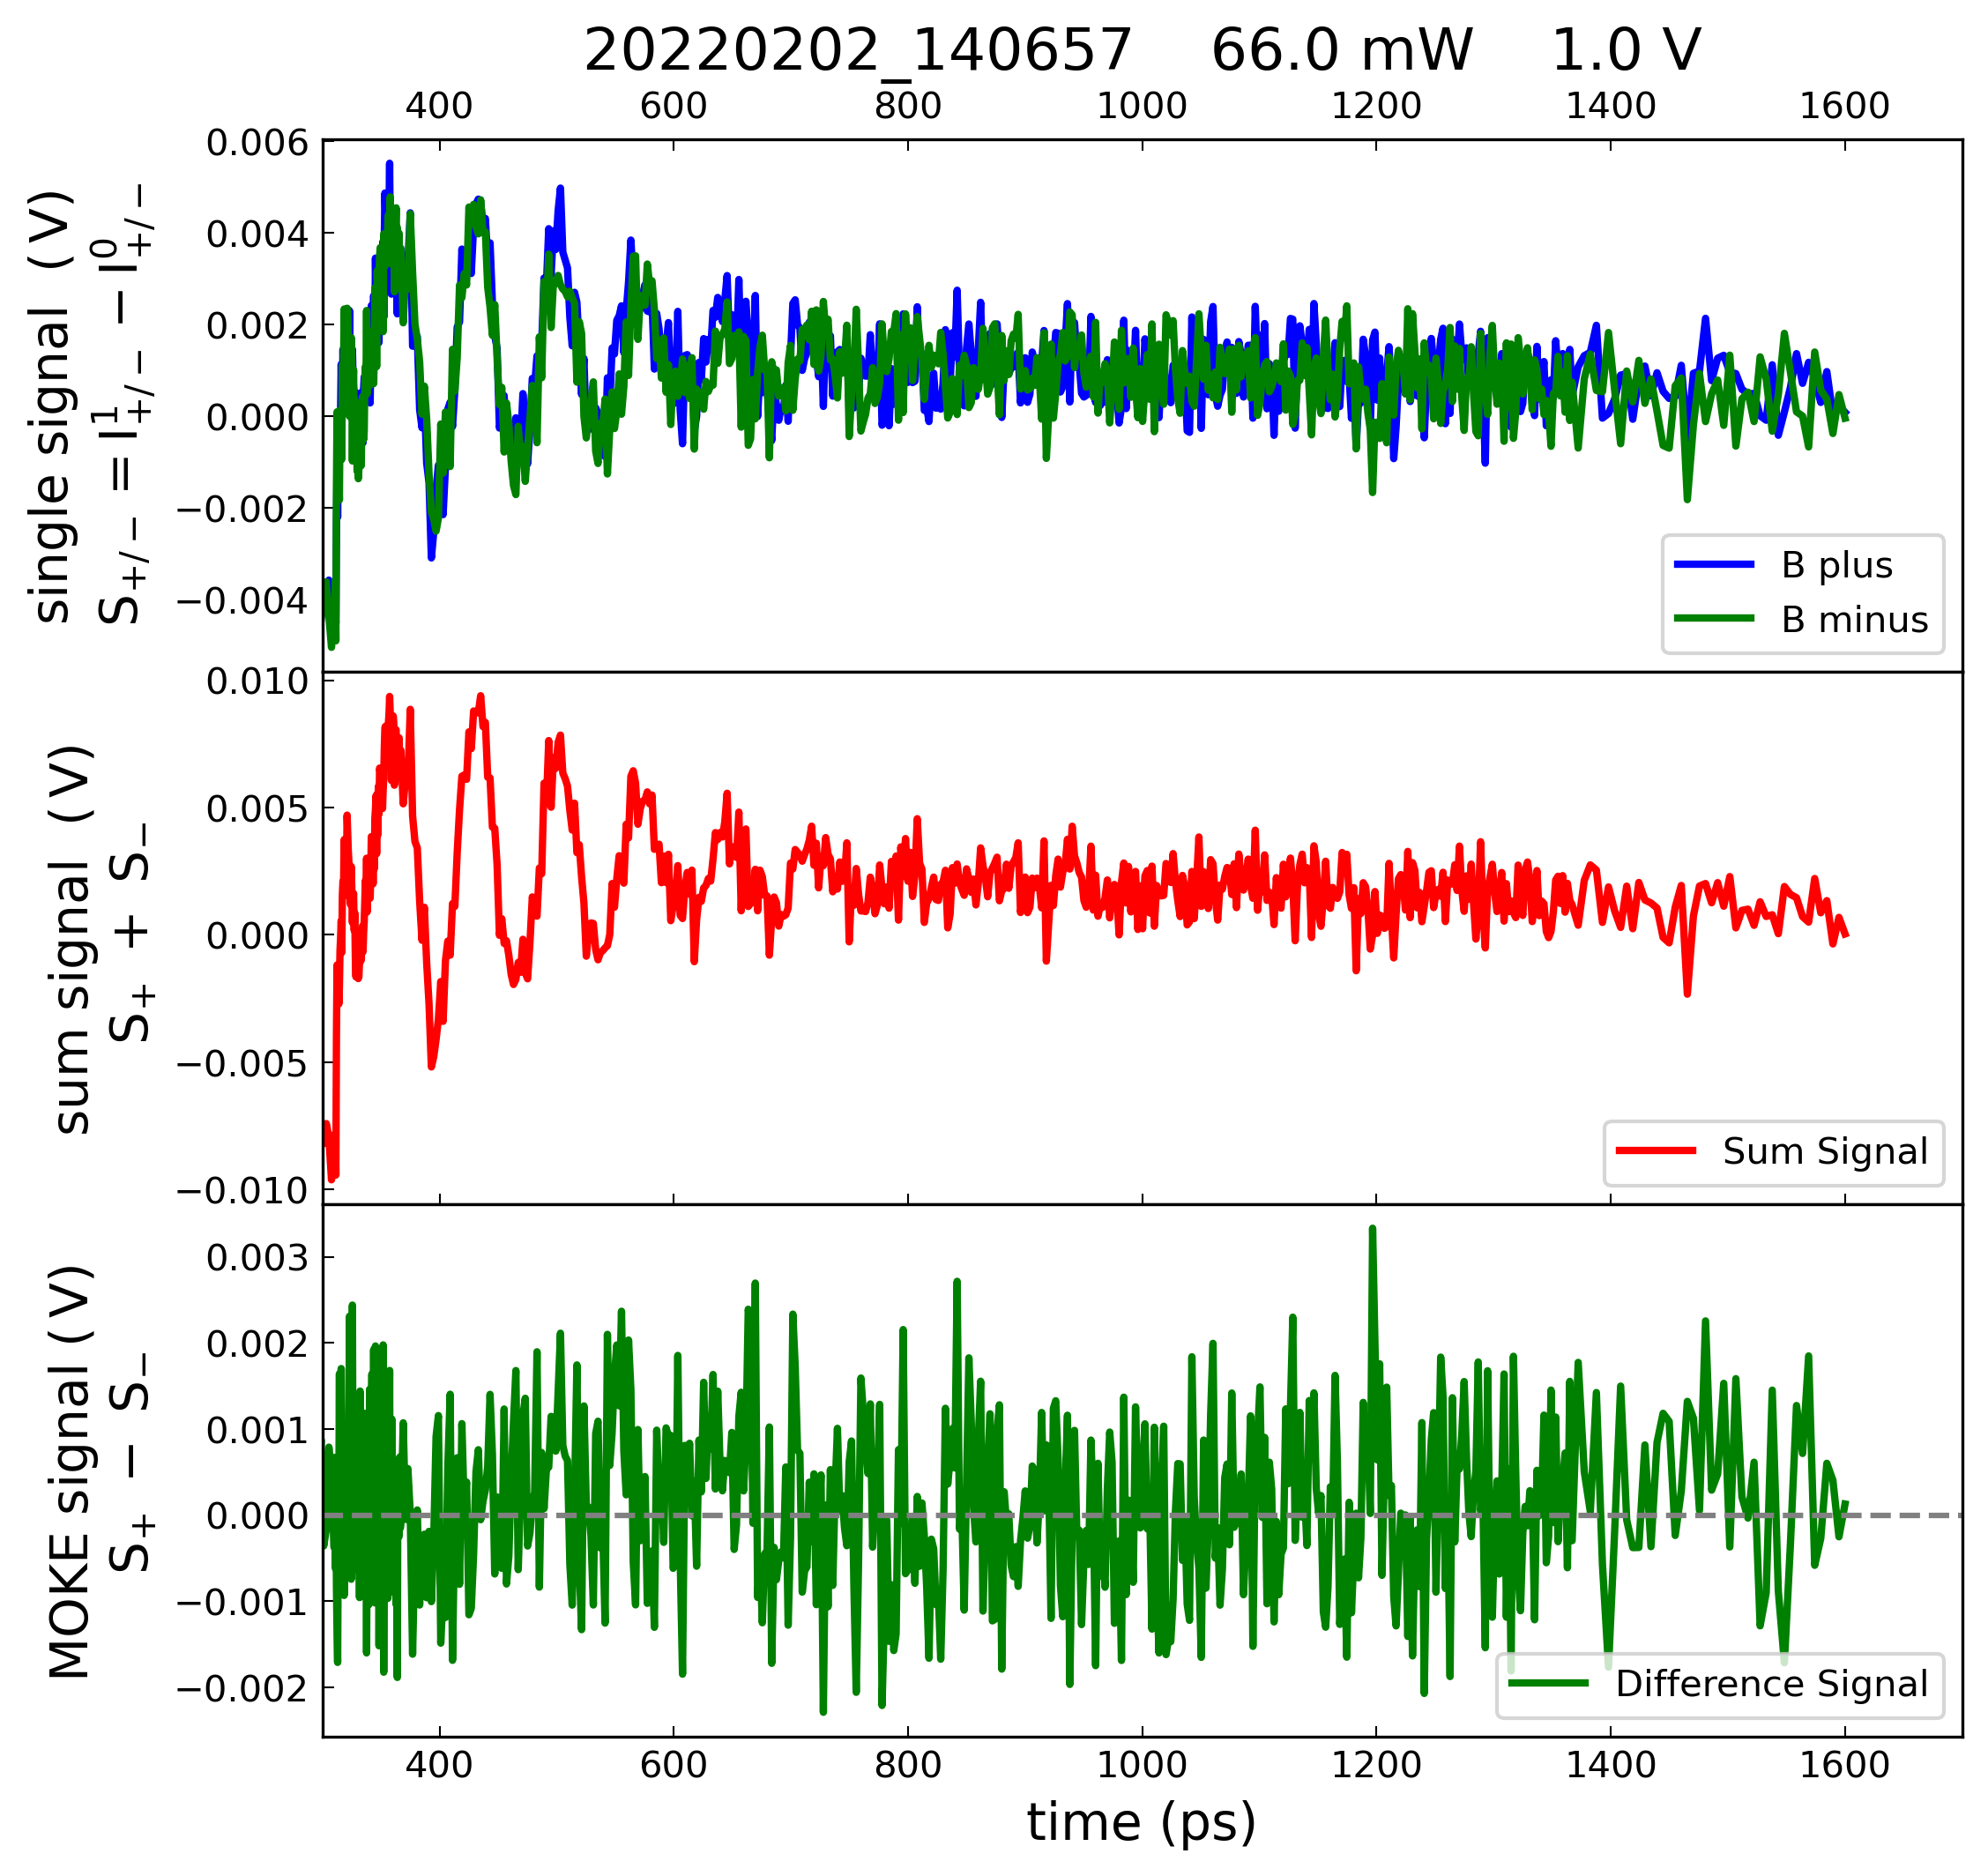 20220202_140657 66.0 mW 1.0 V
400 600 800 1000 1200 1400 1600
single signal (V)
S+/− = I¹+/− − I⁰+/−
0.006
0.004
0.002
0.000
−0.002
−0.004
B plus
B minus
sum signal (V)
S+ + S−
0.010
0.005
0.000
−0.005
−0.010
Sum Signal
MOKE signal (V)
S+ − S−
0.003
0.002
0.001
0.000
−0.001
−0.002
Difference Signal
400 600 800 1000 1200 1400 1600
time (ps)